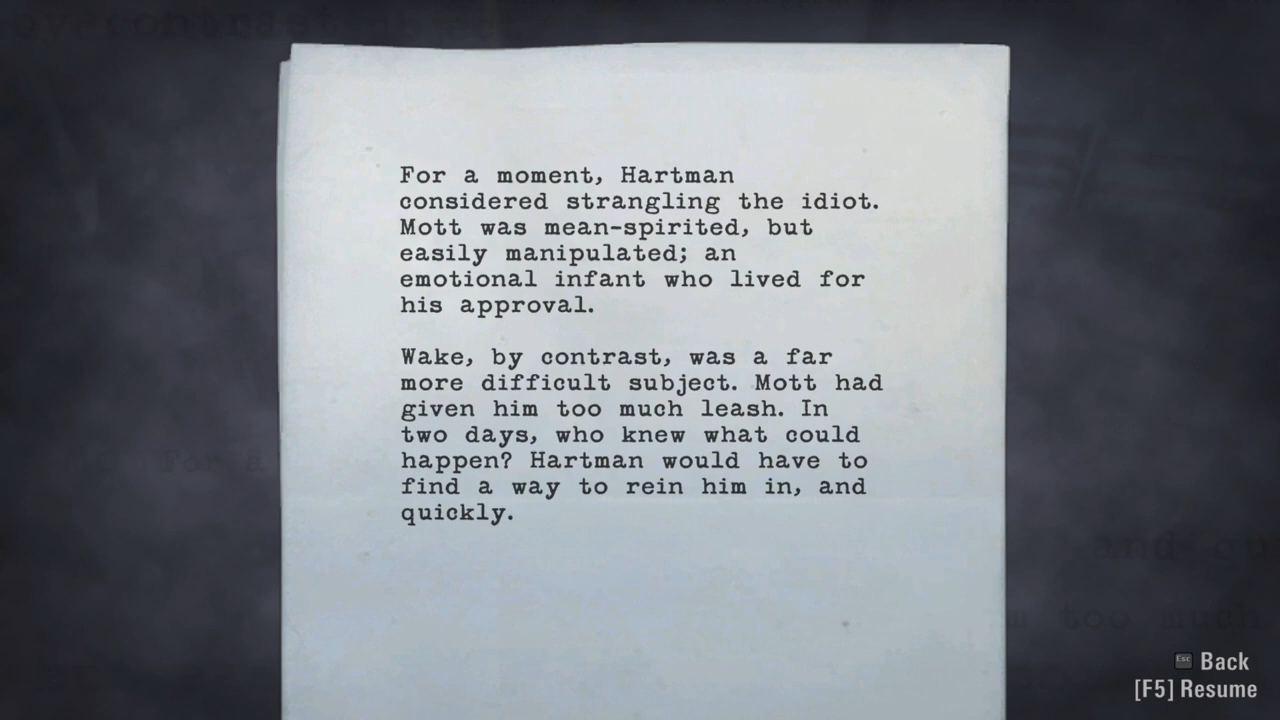 For a moment, Hartman
considered strangling the idiot.
Mott was mean-spirited, but
easily manipulated; an
emotional infant who lived for
his approval.
Wake, by contrast, was a far
more difficult subject. Mott had
given him too much leash. In
two days, who knew what could
happen? Hartman would have to
find a way to rein him in, and
quickly.
Esc Back
[F5] Resume